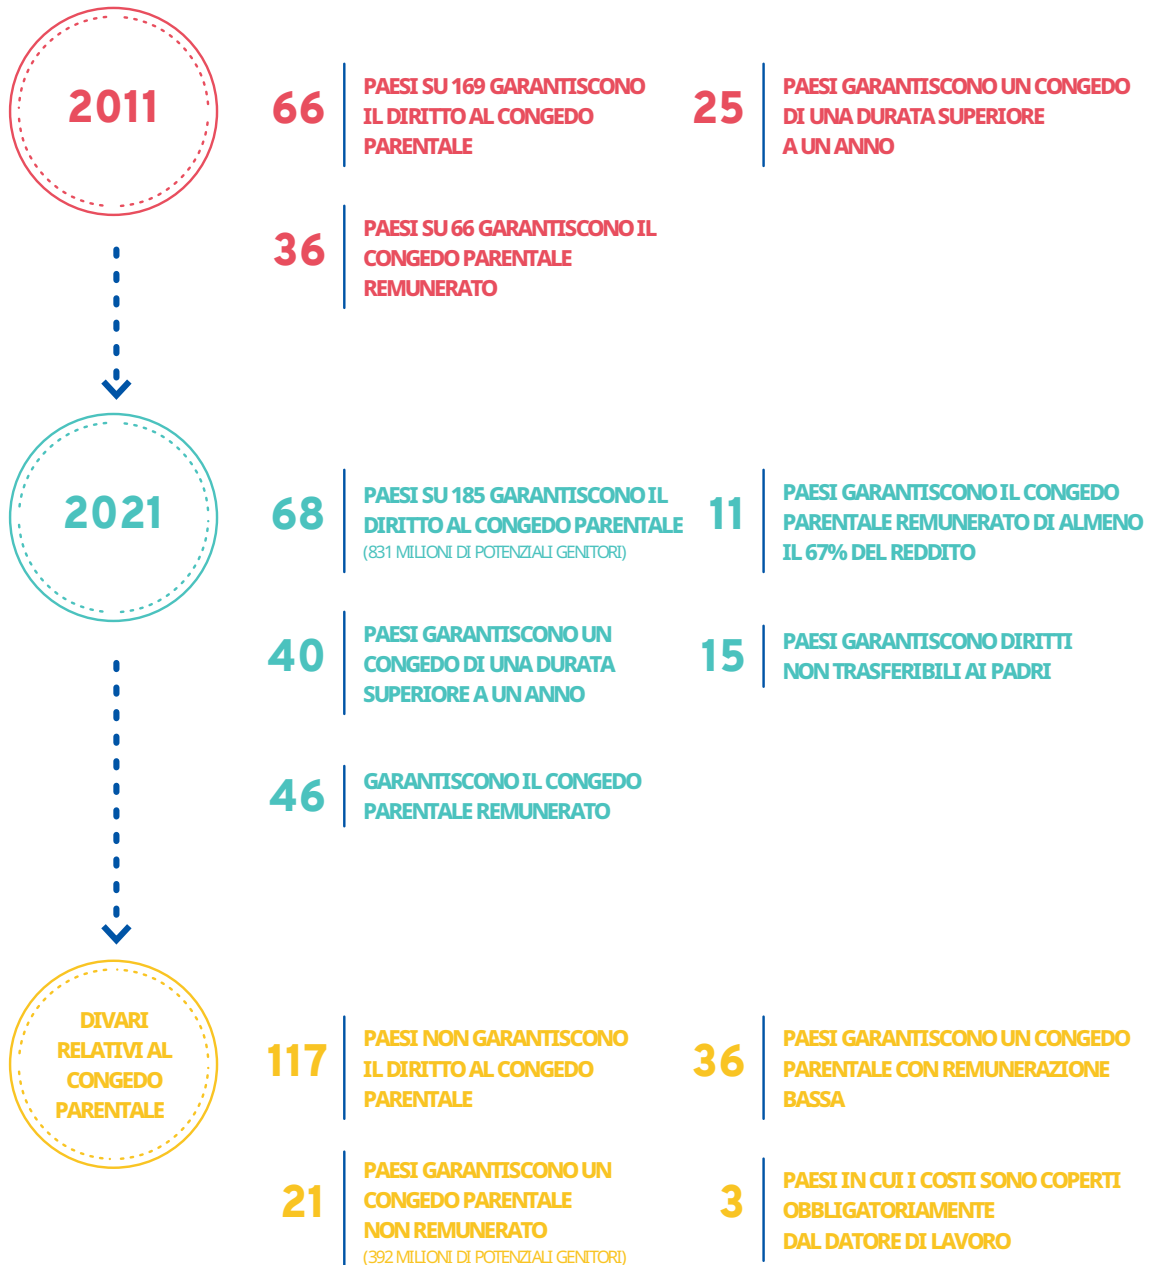 2011
66
PAESI SU 169 GARANTISCONO
IL DIRITTO AL CONGEDO
PARENTALE
25
PAESI GARANTISCONO UN CONGEDO
DI UNA DURATA SUPERIORE
A UN ANNO
36
PAESI SU 66 GARANTISCONO IL
CONGEDO PARENTALE
REMUNERATO
2021
68
PAESI SU 185 GARANTISCONO IL
DIRITTO AL CONGEDO PARENTALE
(831 MILIONI DI POTENZIALI GENITORI)
11
PAESI GARANTISCONO IL CONGEDO
PARENTALE REMUNERATO DI ALMENO
IL 67% DEL REDDITO
40
PAESI GARANTISCONO UN
CONGEDO DI UNA DURATA
SUPERIORE A UN ANNO
15
PAESI GARANTISCONO DIRITTI
NON TRASFERIBILI AI PADRI
46
GARANTISCONO IL CONGEDO
PARENTALE REMUNERATO
DIVARI
RELATIVI AL
CONGEDO
PARENTALE
117
PAESI NON GARANTISCONO
IL DIRITTO AL CONGEDO
PARENTALE
36
PAESI GARANTISCONO UN CONGEDO
PARENTALE CON REMUNERAZIONE
BASSA
21
PAESI GARANTISCONO UN
CONGEDO PARENTALE
NON REMUNERATO
(392 MILIONI DI POTENZIALI GENITORI)
3
PAESI IN CUI I COSTI SONO COPERTI
OBBLIGATORIAMENTE
DAL DATORE DI LAVORO